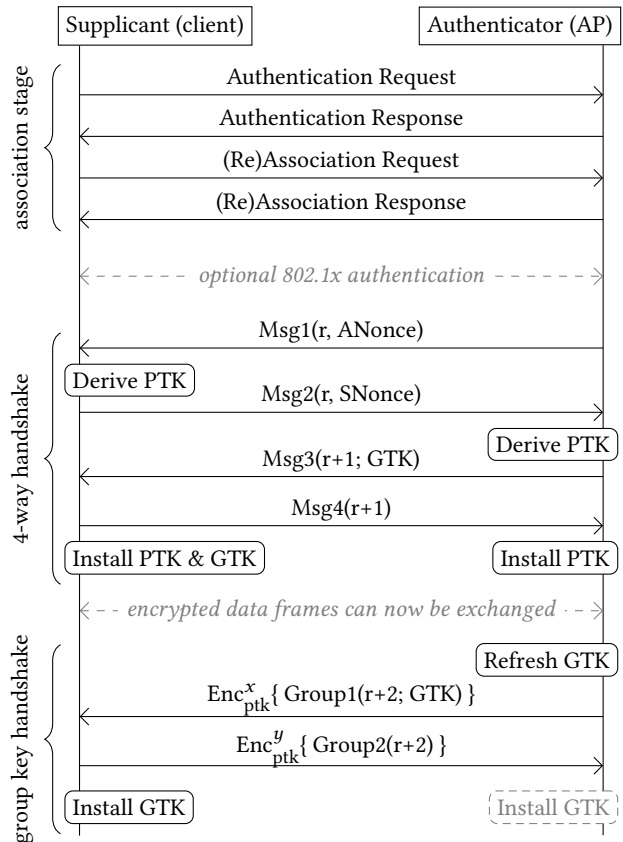 Supplicant (client) Authenticator (AP)
association stage
Authentication Request
Authentication Response
(Re)Association Request
(Re)Association Response
optional 802.1x authentication
4-way handshake
Msg1(r, ANonce)
Derive PTK
Msg2(r, SNonce)
Derive PTK
Msg3(r+1; GTK)
Msg4(r+1)
Install PTK & GTK Install PTK
encrypted data frames can now be exchanged
group key handshake
Refresh GTK
Enc^x_ptk{ Group1(r+2; GTK) }
Enc^y_ptk{ Group2(r+2) }
Install GTK Install GTK